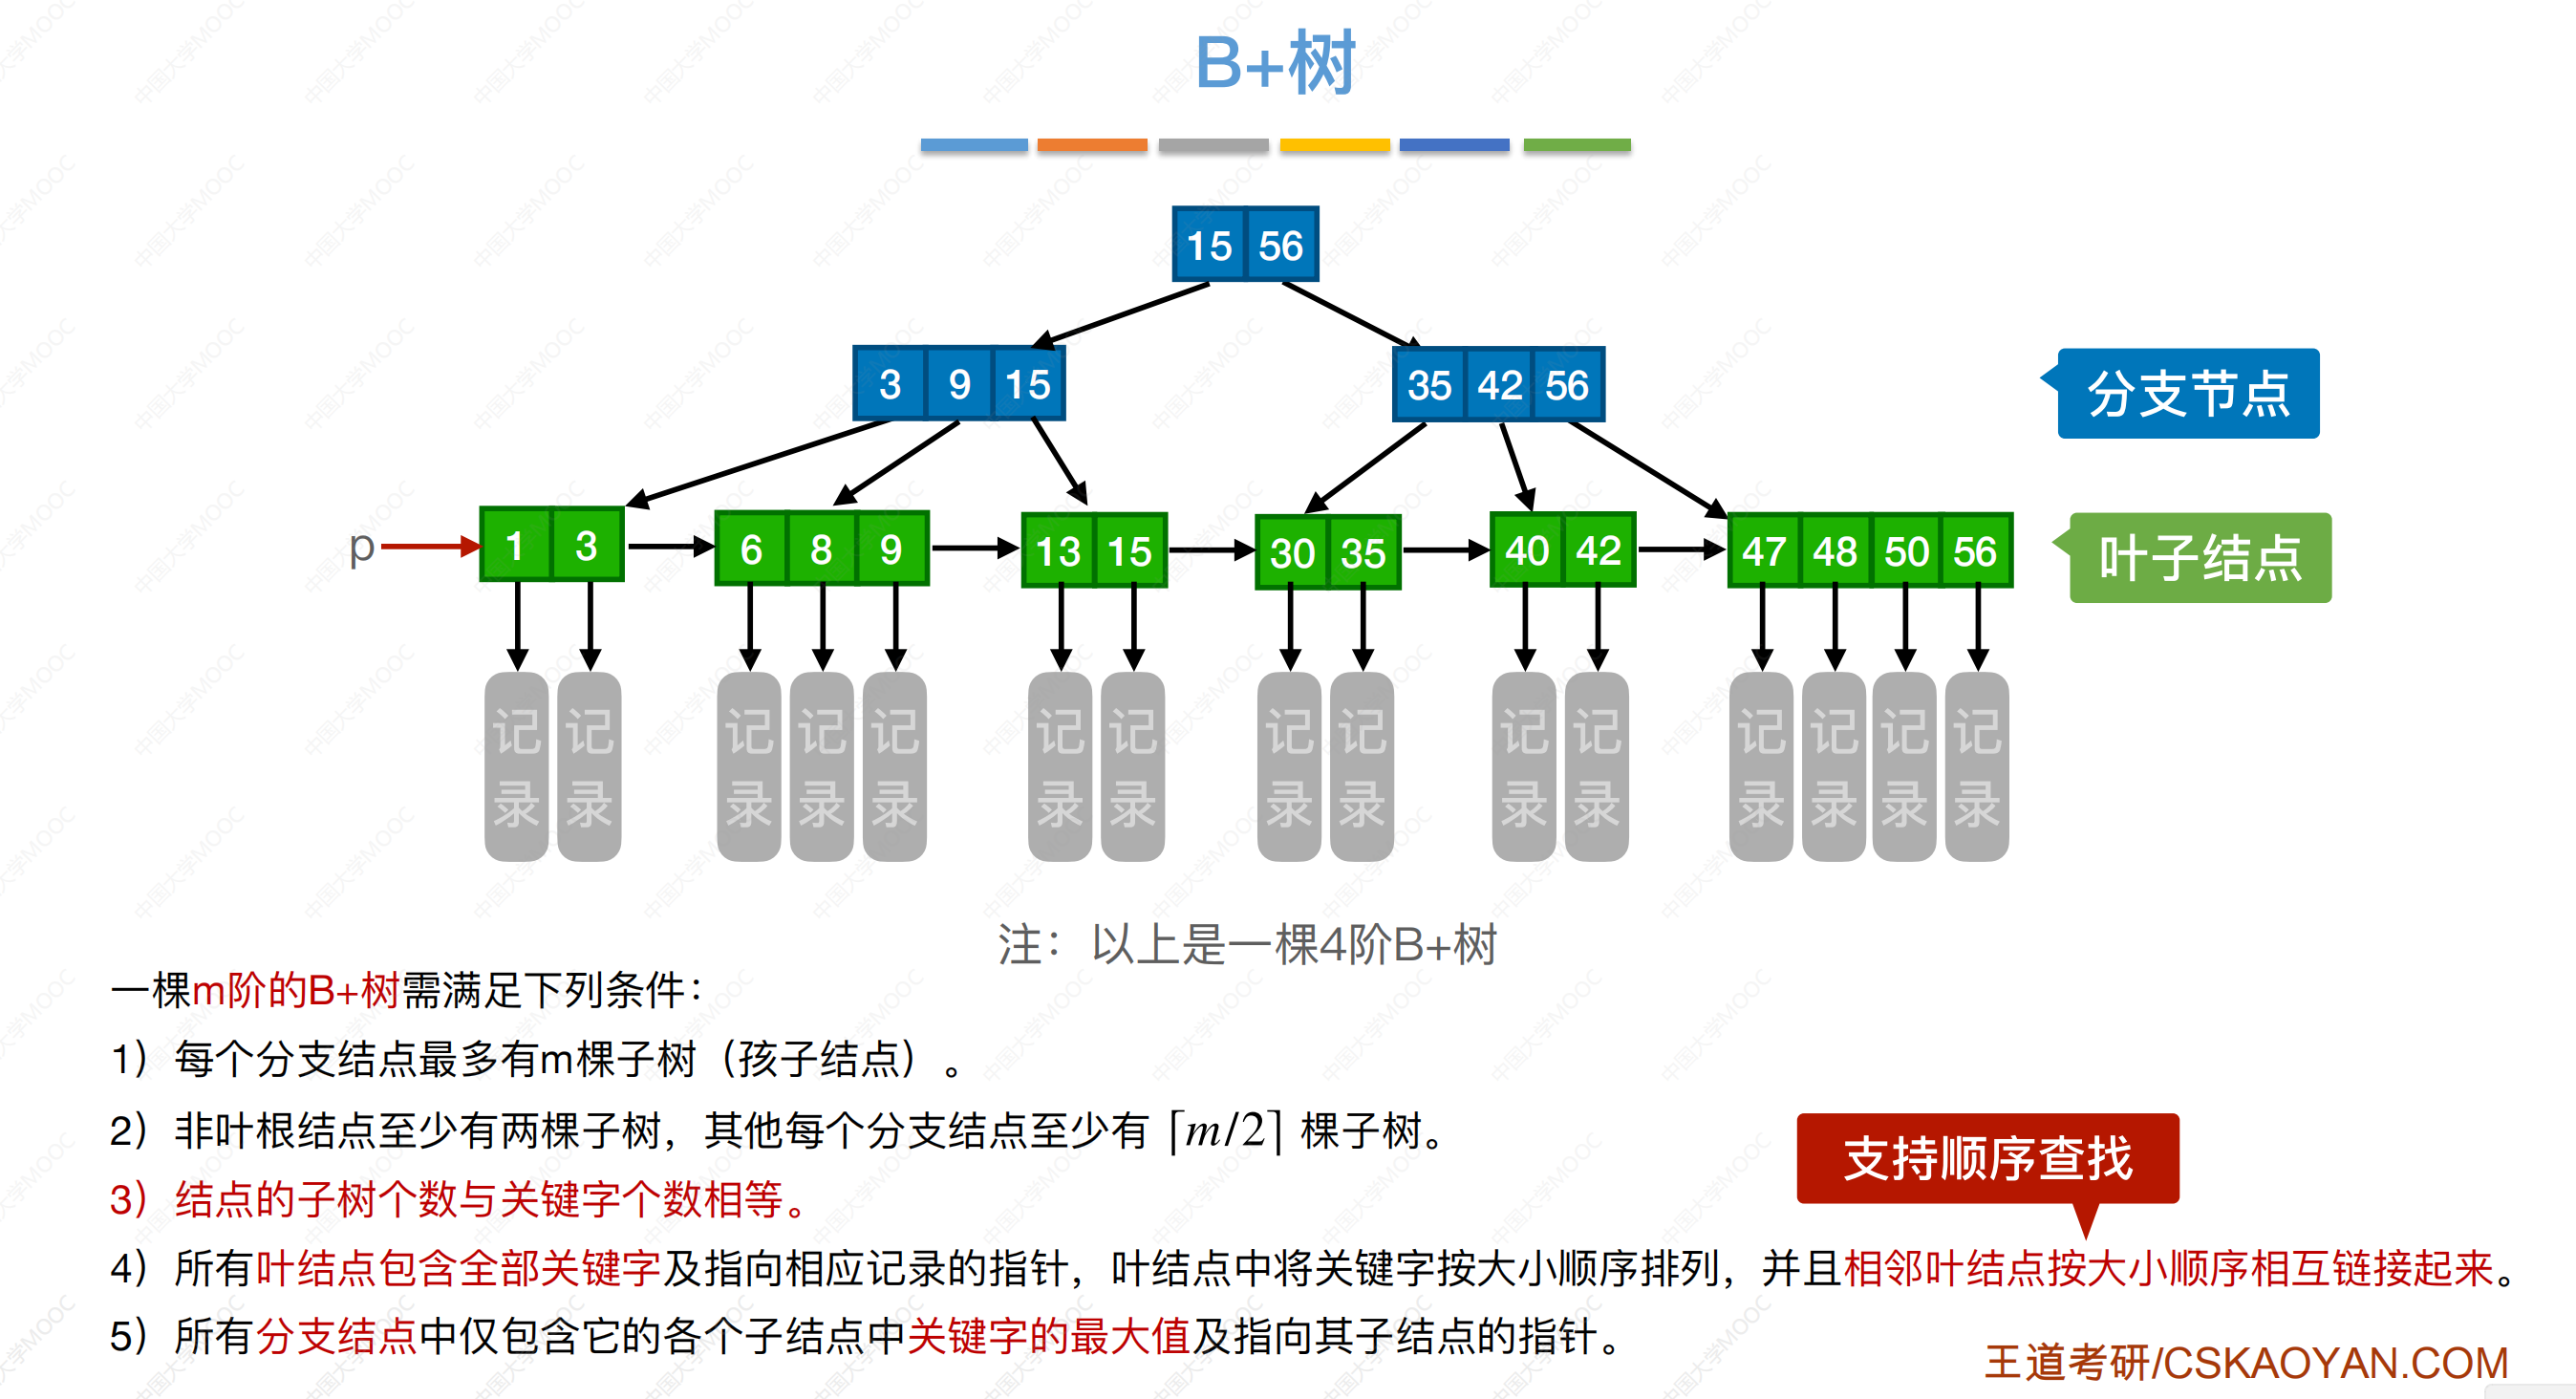 B+树
15 56
3 9 15
35 42 56
分支节点
p
1 3
6 8 9
13 15
30 35
40 42
47 48 50 56
叶子结点
记录 记录 记录 记录 记录 记录 记录 记录 记录 记录 记录 记录 记录 记录 记录
注：以上是一棵4阶B+树
一棵m阶的B+树需满足下列条件：
1）每个分支结点最多有m棵子树（孩子结点）。
2）非叶根结点至少有两棵子树，其他每个分支结点至少有 ⌈m/2⌉ 棵子树。
3）结点的子树个数与关键字个数相等。
支持顺序查找
4）所有叶结点包含全部关键字及指向相应记录的指针，叶结点中将关键字按大小顺序排列，并且相邻叶结点按大小顺序相互链接起来。
5）所有分支结点中仅包含它的各个子结点中关键字的最大值及指向其子结点的指针。
王道考研/CSKAOYAN.COM
中国大学MOOC